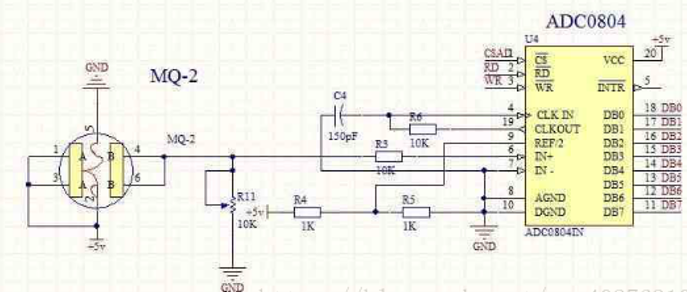 ADC0804
U4
+5v
GND
MQ-2
CSAD
1
CS
VCC
20
RD
2
RD
WR
3
WR
INTR
5
C4
150pF
R6
10K
4
CLK IN
DB0
18
DB0
19
CLKOUT
DB1
17
DB1
9
REF/2
DB2
16
DB2
6
IN+
DB3
15
DB3
7
IN -
DB4
14
DB4
DB5
13
DB5
8
AGND
DB6
12
DB6
10
DGND
DB7
11
DB7
ADC0804IN
MQ-2
5
1
A
B
4
3
A
B
6
2
+5v
R3
10K
R11
10K
+5v
R4
1K
R5
1K
GND
GND